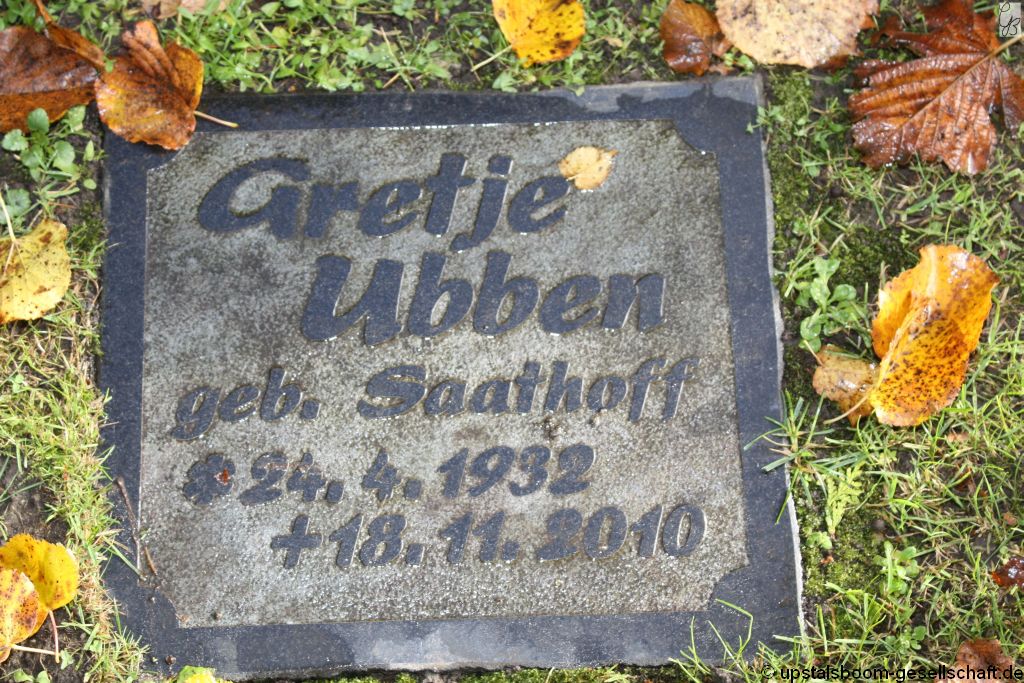 Gretje
Ubben
geb. Saathoff
* 24. 4. 1932
+ 18. 11. 2010
© upstalsboom-gesellschaft.de